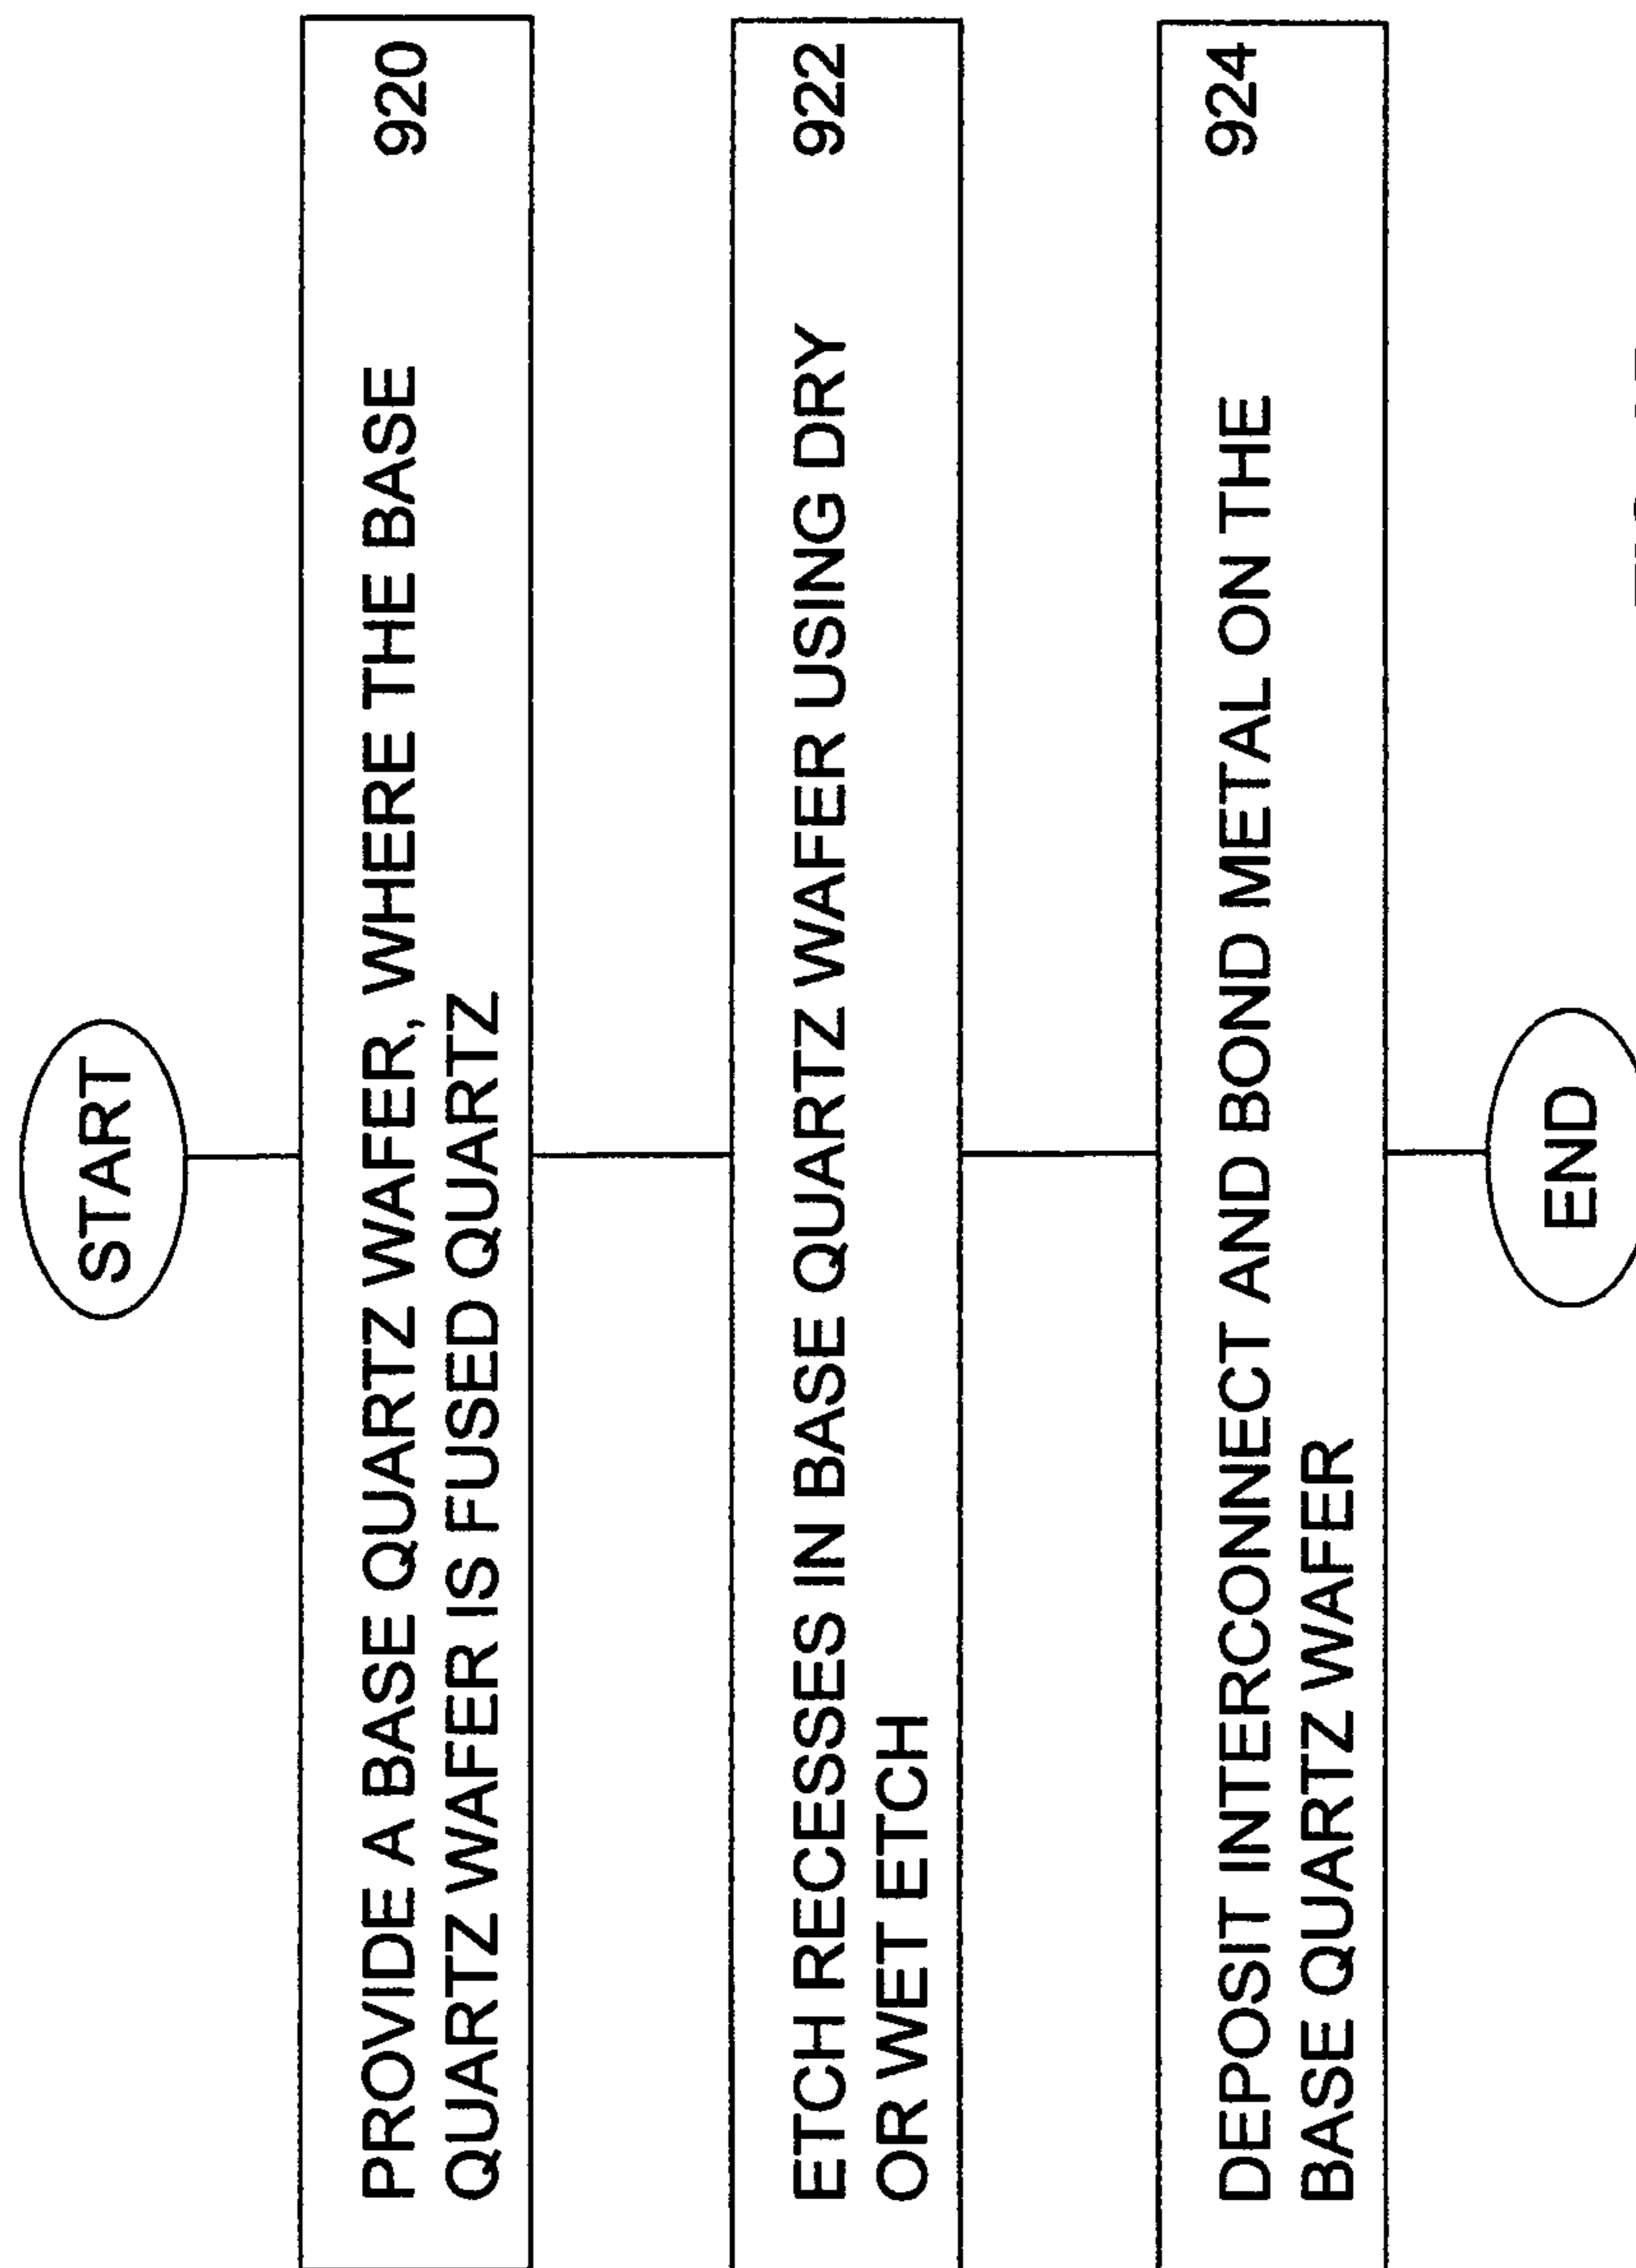 START
PROVIDE A BASE QUARTZ WAFER, WHERE THE BASE 920
QUARTZ WAFER IS FUSED QUARTZ
ETCH RECESSES IN BASE QUARTZ WAFER USING DRY 922
OR WET ETCH
DEPOSIT INTERCONNECT AND BOND METAL ON THE 924
BASE QUARTZ WAFER
END